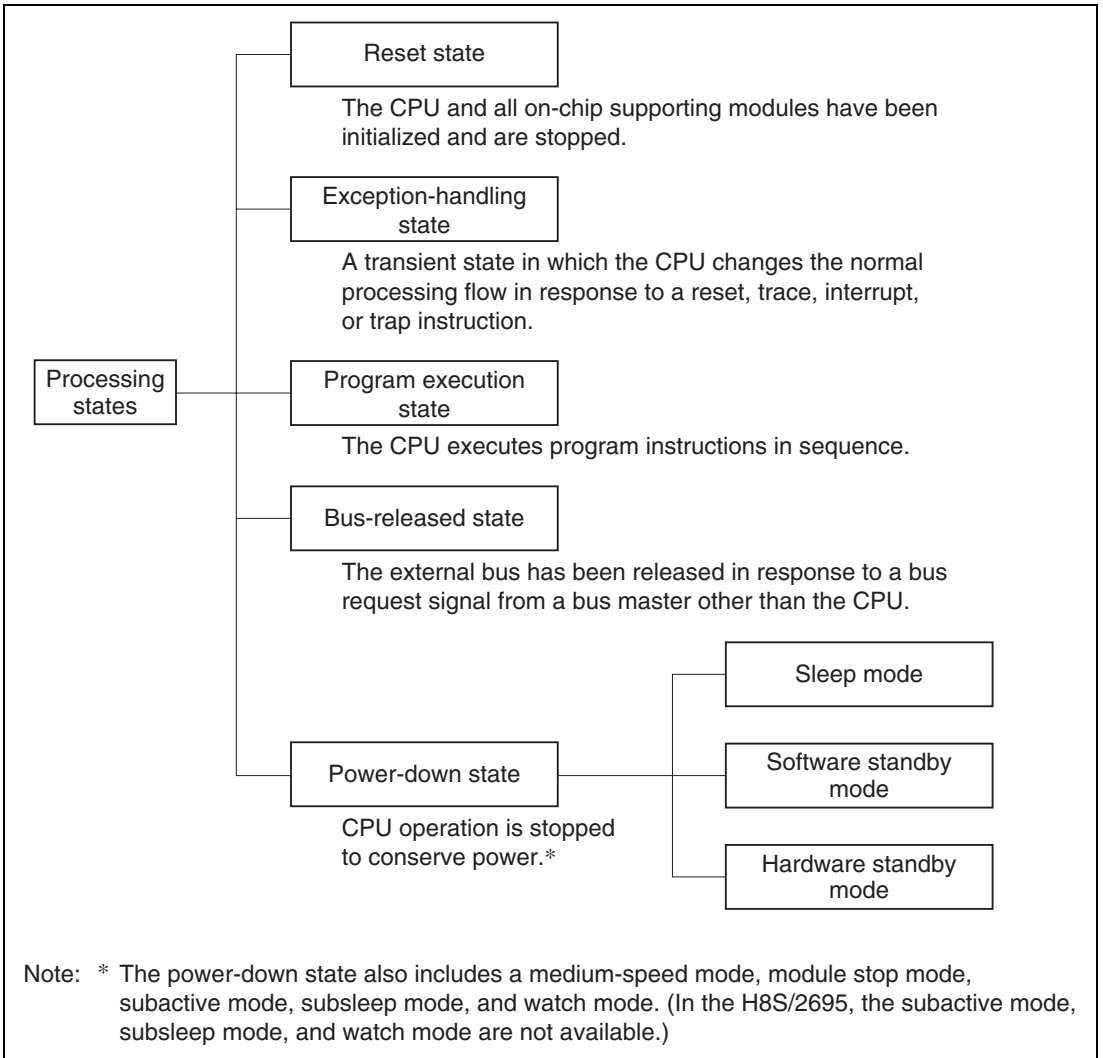 Reset state
The CPU and all on-chip supporting modules have been
initialized and are stopped.
Exception-handling
state
A transient state in which the CPU changes the normal
processing flow in response to a reset, trace, interrupt,
or trap instruction.
Processing
states
Program execution
state
The CPU executes program instructions in sequence.
Bus-released state
The external bus has been released in response to a bus
request signal from a bus master other than the CPU.
Sleep mode
Power-down state
CPU operation is stopped
to conserve power.*
Software standby
mode
Hardware standby
mode
Note: * The power-down state also includes a medium-speed mode, module stop mode,
subactive mode, subsleep mode, and watch mode. (In the H8S/2695, the subactive mode,
subsleep mode, and watch mode are not available.)